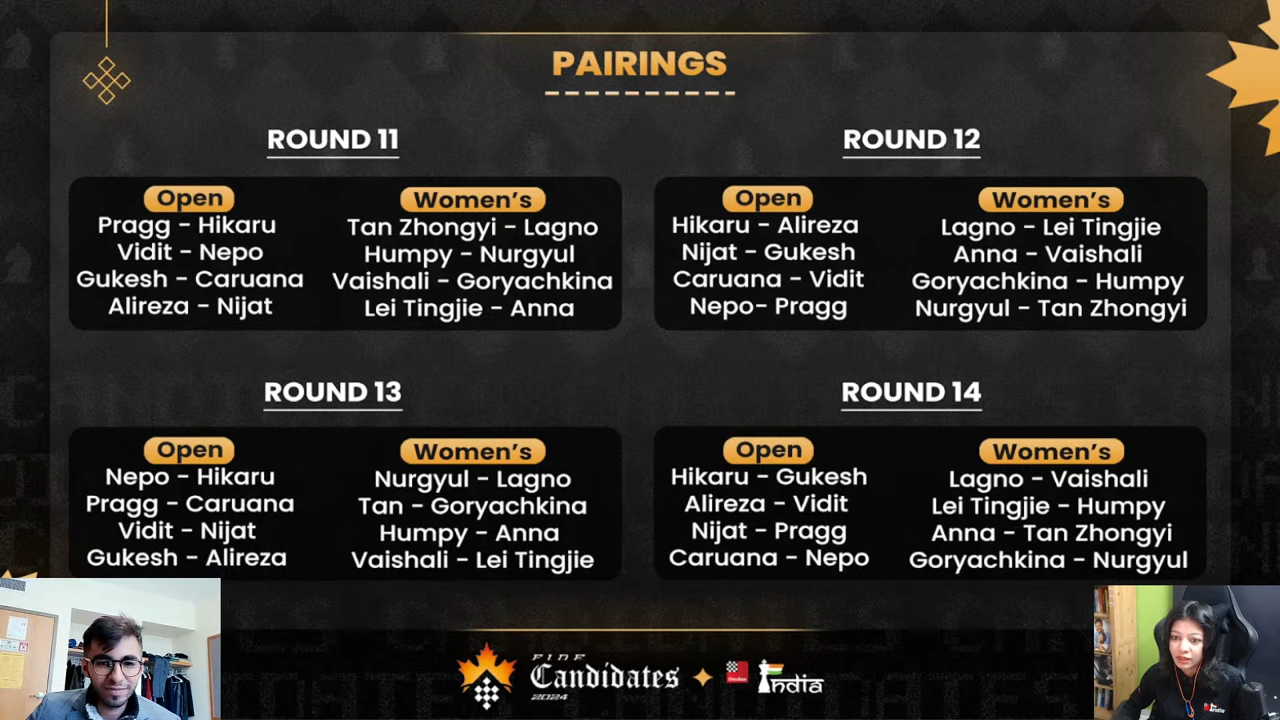 PAIRINGS
ROUND 11
Open
Pragg – Hikaru
Vidit – Nepo
Gukesh – Caruana
Alireza – Nijat
Women's
Tan Zhongyi – Lagno
Humpy – Nurgyul
Vaishali – Goryachkina
Lei Tingjie – Anna
ROUND 12
Open
Hikaru – Alireza
Nijat – Gukesh
Caruana – Vidit
Nepo– Pragg
Women's
Lagno – Lei Tingjie
Anna – Vaishali
Goryachkina – Humpy
Nurgyul – Tan Zhongyi
ROUND 13
Open
Nepo – Hikaru
Pragg – Caruana
Vidit – Nijat
Gukesh – Alireza
Women's
Nurgyul – Lagno
Tan – Goryachkina
Humpy – Anna
Vaishali – Lei Tingjie
ROUND 14
Open
Hikaru – Gukesh
Alireza – Vidit
Nijat – Pragg
Caruana – Nepo
Women's
Lagno – Vaishali
Lei Tingjie – Humpy
Anna – Tan Zhongyi
Goryachkina – Nurgyul
FIDE
Candidates
2024
ChessBase
India